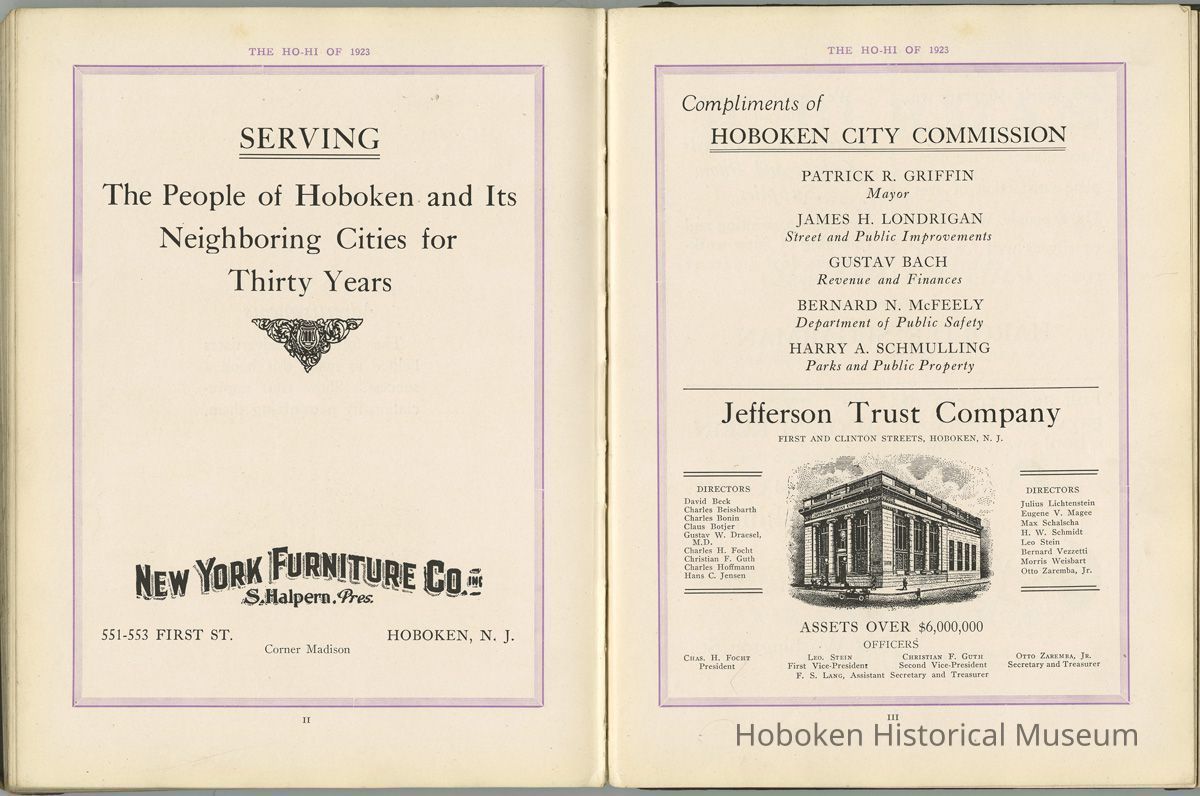 THE HO-HI OF 1923
SERVING
The People of Hoboken and Its
Neighboring Cities for
Thirty Years
NEW YORK FURNITURE CO. INC
S. Halpern. Pres.
551-553 FIRST ST.
HOBOKEN, N. J.
Corner Madison
II
THE HO-HI OF 1923
Compliments of
HOBOKEN CITY COMMISSION
PATRICK R. GRIFFIN
Mayor
JAMES H. LONDRIGAN
Street and Public Improvements
GUSTAV BACH
Revenue and Finances
BERNARD N. McFEELY
Department of Public Safety
HARRY A. SCHMULLING
Parks and Public Property
Jefferson Trust Company
FIRST AND CLINTON STREETS, HOBOKEN, N. J.
DIRECTORS
David Beck
Charles Beissbarth
Charles Bonin
Claus Botjer
Gustav W. Draesel,
M.D.
Charles H. Focht
Christian F. Guth
Charles Hoffmann
Hans C. Jensen
JEFFERSON TRUST COMPANY
DIRECTORS
Julius Lichtenstein
Eugene V. Magee
Max Schalscha
H. W. Schmidt
Leo Stein
Bernard Vezzetti
Morris Weisbart
Otto Zaremba, Jr.
ASSETS OVER $6,000,000
OFFICERS
CHAS. H. FOCHT
President
LEO. STEIN
First Vice-President
CHRISTIAN F. GUTH
Second Vice-President
OTTO ZAREMBA, JR.
Secretary and Treasurer
F. S. LANG, Assistant Secretary and Treasurer
III
Hoboken Historical Museum